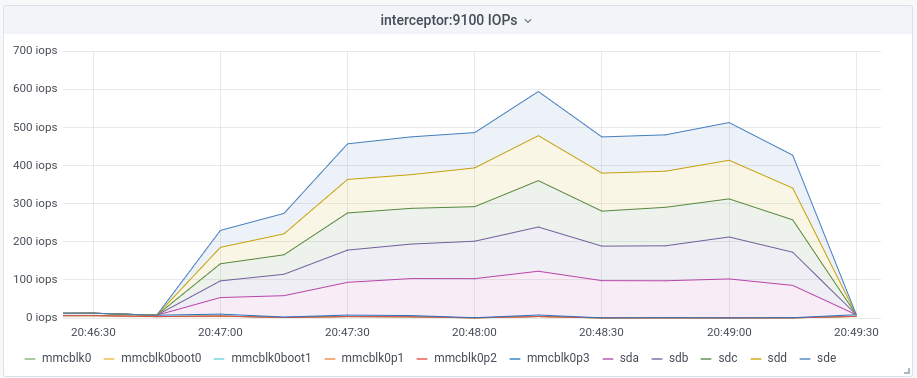 interceptor:9100 IOPs
700 iops
600 iops
500 iops
400 iops
300 iops
200 iops
100 iops
0 iops
20:46:30 20:47:00 20:47:30 20:48:00 20:48:30 20:49:00 20:49:30
mmcblk0 mmcblk0boot0 mmcblk0boot1 mmcblk0p1 mmcblk0p2 mmcblk0p3 sda sdb sdc sdd sde